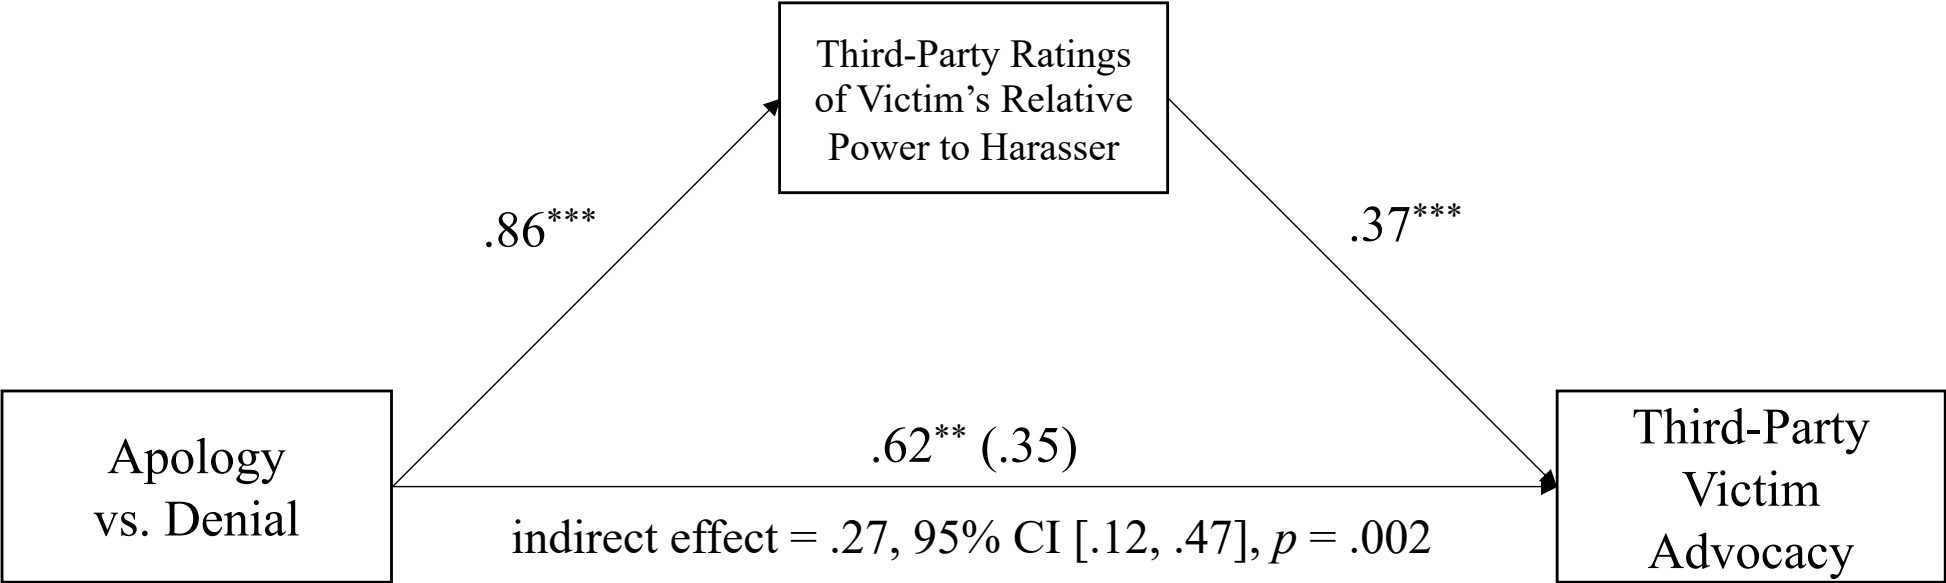 Third-Party Ratings
of Victim’s Relative
Power to Harasser
.86***
.37***
Apology
vs. Denial
.62** (.35)
indirect effect = .27, 95% CI [.12, .47], p = .002
Third-Party
Victim
Advocacy